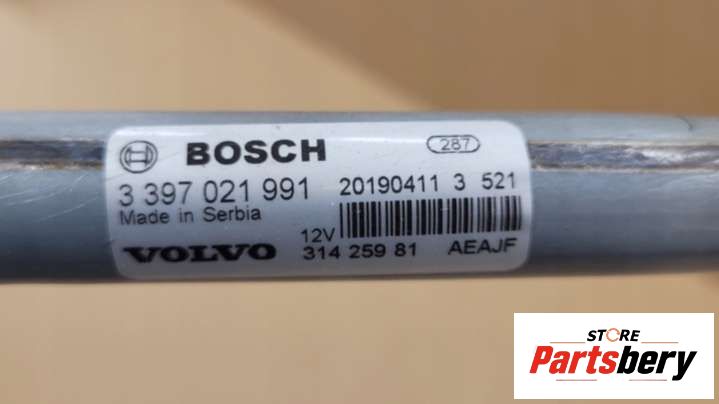 BOSCH 287
3 397 021 991 20190411 3 521
Made in Serbia
12V
VOLVO 314 259 81 AEAJF
STORE
Partsbery